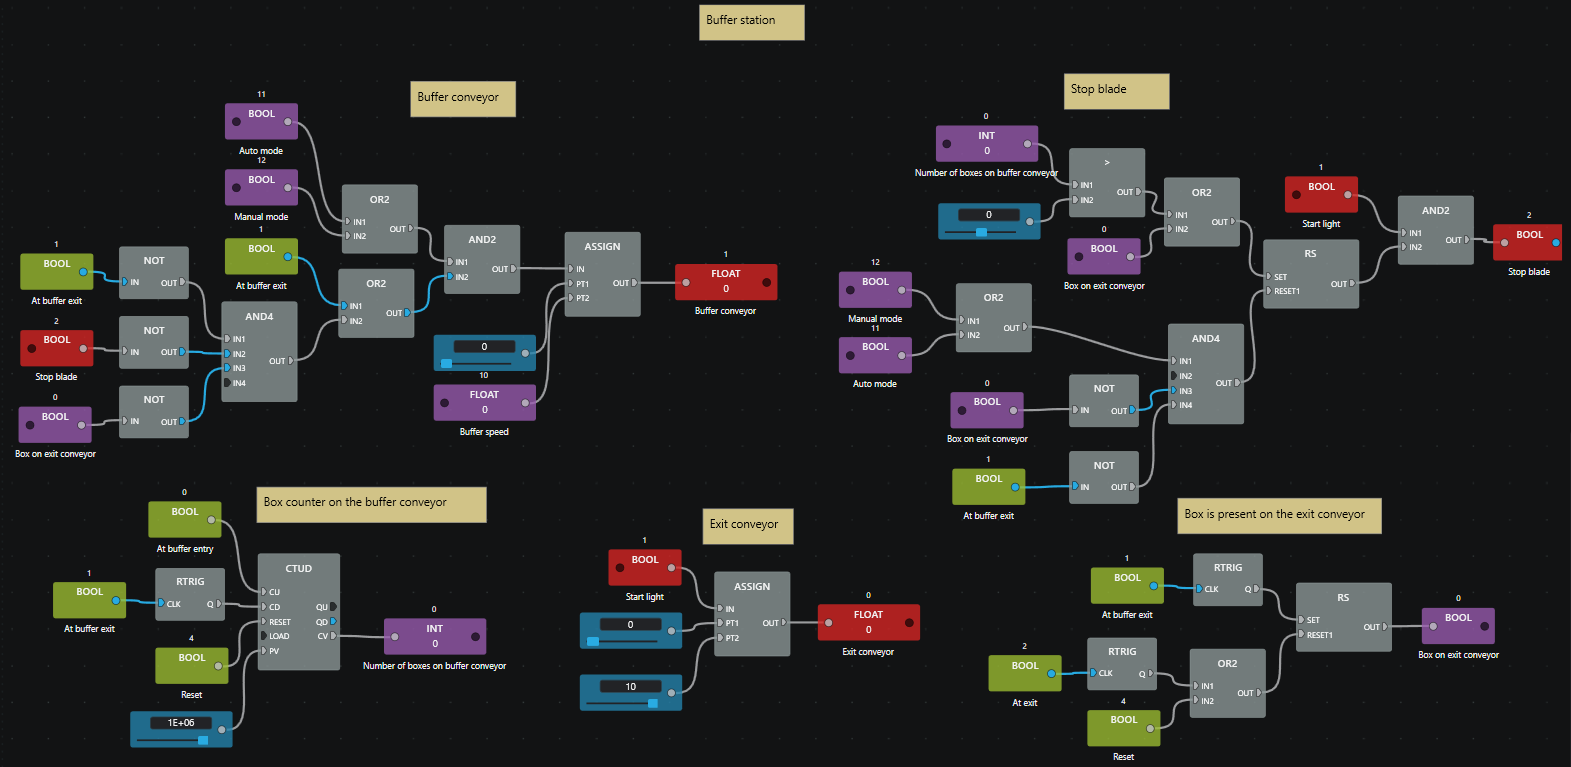 Buffer station
Buffer conveyor
11
BOOL
Auto mode
12
BOOL
Manual mode
1
BOOL
At buffer exit
OR2
IN1
IN2
OUT
1
BOOL
At buffer exit
NOT
IN
OUT
2
BOOL
Stop blade
NOT
IN
OUT
0
BOOL
Box on exit conveyor
NOT
IN
OUT
AND4
IN1
IN2
IN3
IN4
OUT
OR2
IN1
IN2
OUT
AND2
IN1
IN2
OUT
0
10
FLOAT
0
Buffer speed
ASSIGN
IN
PT1
PT2
OUT
1
FLOAT
0
Buffer conveyor
Stop blade
0
INT
0
Number of boxes on buffer conveyor
0
>
IN1
IN2
OUT
0
BOOL
Box on exit conveyor
OR2
IN1
IN2
OUT
1
BOOL
Start light
RS
SET
RESET1
OUT
AND2
IN1
IN2
OUT
2
BOOL
Stop blade
12
BOOL
Manual mode
11
BOOL
Auto mode
OR2
IN1
IN2
OUT
0
BOOL
Box on exit conveyor
NOT
IN
OUT
1
BOOL
At buffer exit
NOT
IN
OUT
AND4
IN1
IN2
IN3
IN4
OUT
Box counter on the buffer conveyor
0
BOOL
At buffer entry
1
BOOL
At buffer exit
RTRIG
CLK
Q
4
BOOL
Reset
1E+06
CTUD
CU
CD
RESET
LOAD
PV
QU
QD
CV
0
INT
0
Number of boxes on buffer conveyor
Exit conveyor
1
BOOL
Start light
0
10
ASSIGN
IN
PT1
PT2
OUT
0
FLOAT
0
Exit conveyor
Box is present on the exit conveyor
1
BOOL
At buffer exit
RTRIG
CLK
Q
2
BOOL
At exit
RTRIG
CLK
Q
4
BOOL
Reset
OR2
IN1
IN2
OUT
RS
SET
RESET1
OUT
0
BOOL
Box on exit conveyor